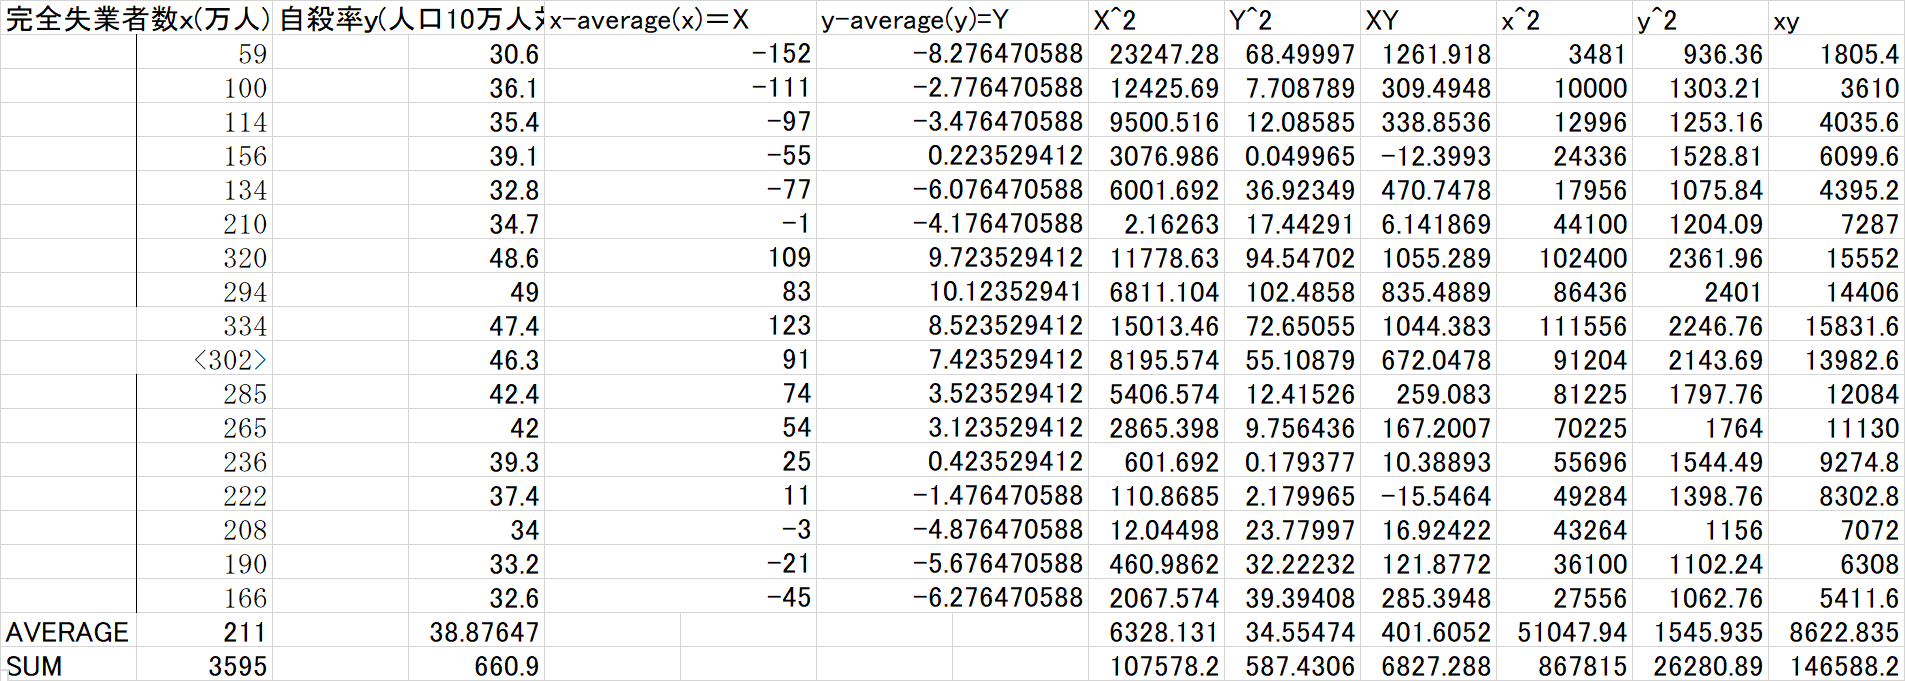 完全失業者数x(万人) 自殺率y(人口10万人対 x-average(x)=X y-average(y)=Y X^2 Y^2 XY x^2 y^2 xy
59 30.6 -152 -8.276470588 23247.28 68.49997 1261.918 3481 936.36 1805.4
100 36.1 -111 -2.776470588 12425.69 7.708789 309.4948 10000 1303.21 3610
114 35.4 -97 -3.476470588 9500.516 12.08585 338.8536 12996 1253.16 4035.6
156 39.1 -55 0.223529412 3076.986 0.049965 -12.3993 24336 1528.81 6099.6
134 32.8 -77 -6.076470588 6001.692 36.92349 470.7478 17956 1075.84 4395.2
210 34.7 -1 -4.176470588 2.16263 17.44291 6.141869 44100 1204.09 7287
320 48.6 109 9.723529412 11778.63 94.54702 1055.289 102400 2361.96 15552
294 49 83 10.12352941 6811.104 102.4858 835.4889 86436 2401 14406
334 47.4 123 8.523529412 15013.46 72.65055 1044.383 111556 2246.76 15831.6
<302> 46.3 91 7.423529412 8195.574 55.10879 672.0478 91204 2143.69 13982.6
285 42.4 74 3.523529412 5406.574 12.41526 259.083 81225 1797.76 12084
265 42 54 3.123529412 2865.398 9.756436 167.2007 70225 1764 11130
236 39.3 25 0.423529412 601.692 0.179377 10.38893 55696 1544.49 9274.8
222 37.4 11 -1.476470588 110.8685 2.179965 -15.5464 49284 1398.76 8302.8
208 34 -3 -4.876470588 12.04498 23.77997 16.92422 43264 1156 7072
190 33.2 -21 -5.676470588 460.9862 32.22232 121.8772 36100 1102.24 6308
166 32.6 -45 -6.276470588 2067.574 39.39408 285.3948 27556 1062.76 5411.6
AVERAGE 211 38.87647 6328.131 34.55474 401.6052 51047.94 1545.935 8622.835
SUM 3595 660.9 107578.2 587.4306 6827.288 867815 26280.89 146588.2